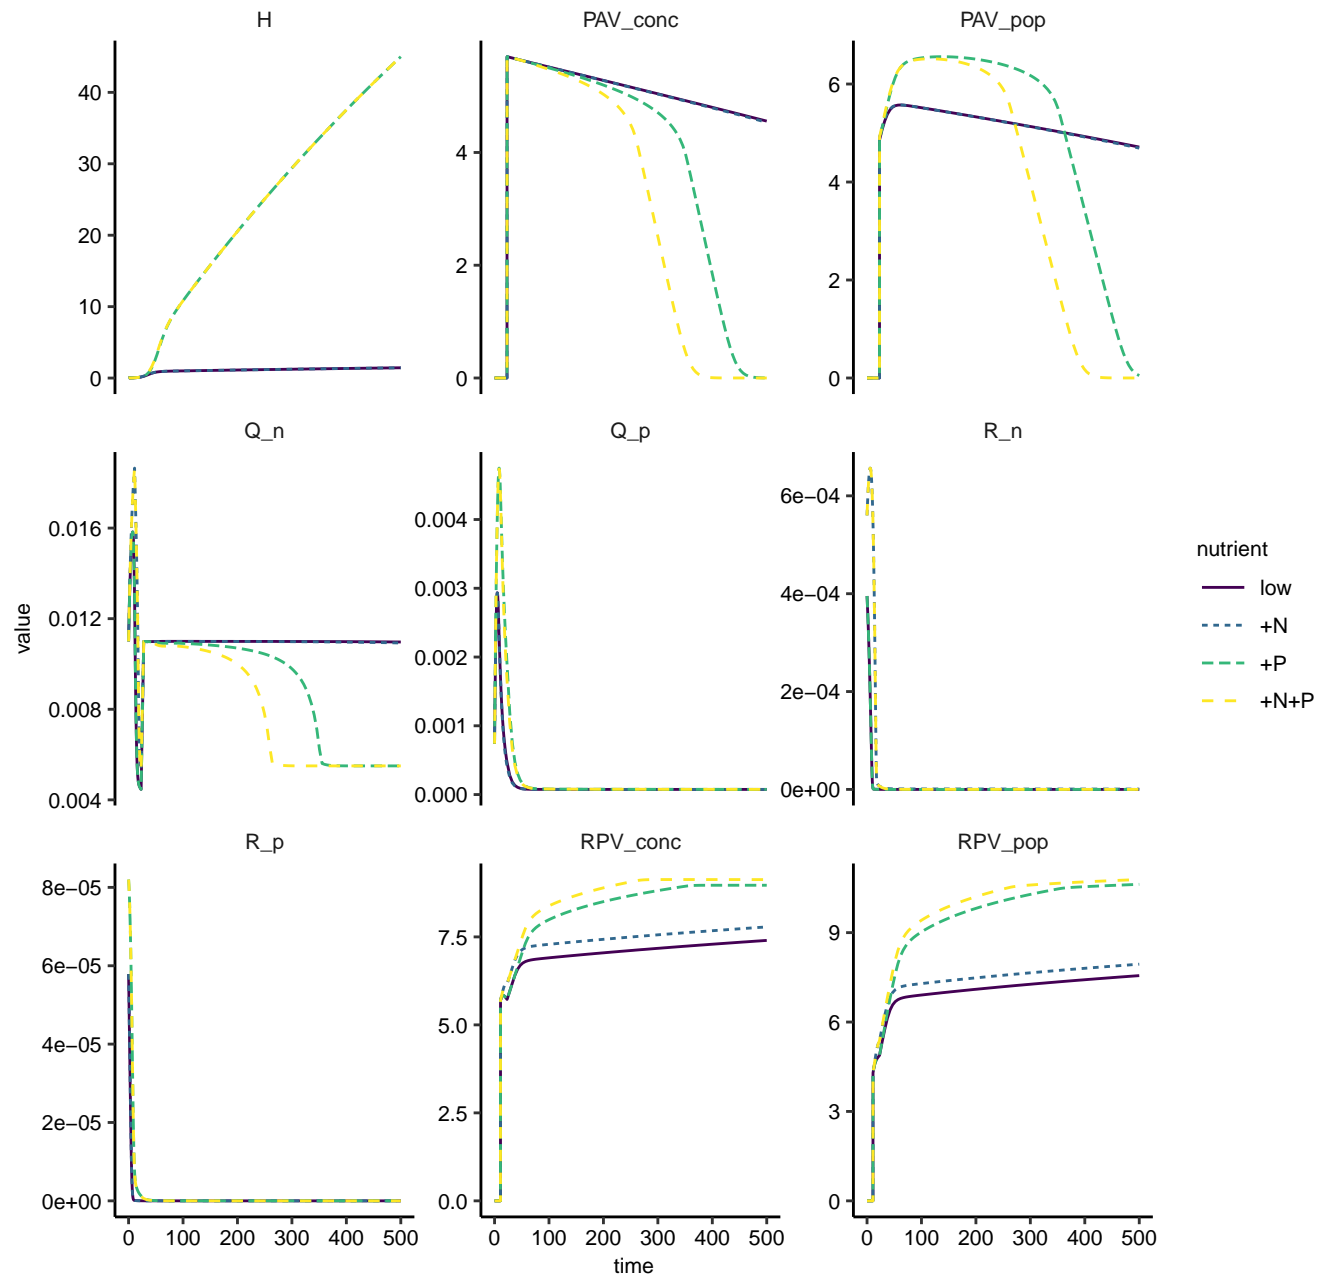 H
PAV_conc
PAV_pop
40
30
20
10
0
4
2
0
6
4
2
0
Q_n
Q_p
R_n
0.016
0.012
0.008
0.004
0.004
0.003
0.002
0.001
0.000
6e−04
4e−04
2e−04
0e+00
value
nutrient
low
+N
+P
+N+P
R_p
RPV_conc
RPV_pop
8e−05
6e−05
4e−05
2e−05
0e+00
7.5
5.0
2.5
0.0
9
6
3
0
0 100 200 300 400 500
0 100 200 300 400 500
0 100 200 300 400 500
time